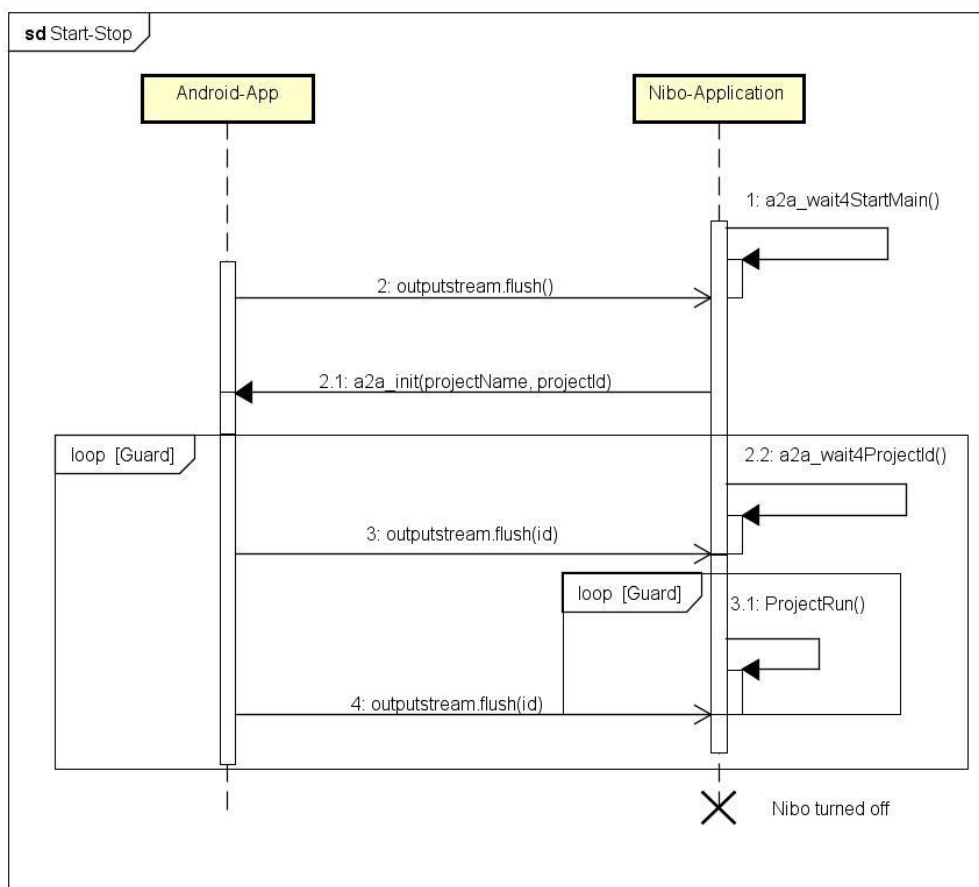 sd Start-Stop
Android-App
Nibo-Application
1: a2a_wait4StartMain()
2: outputstream.flush()
2.1: a2a_init(projectName, projectId)
loop [Guard]
2.2: a2a_wait4ProjectId()
3: outputstream.flush(id)
loop [Guard]
3.1: ProjectRun()
4: outputstream.flush(id)
Nibo turned off